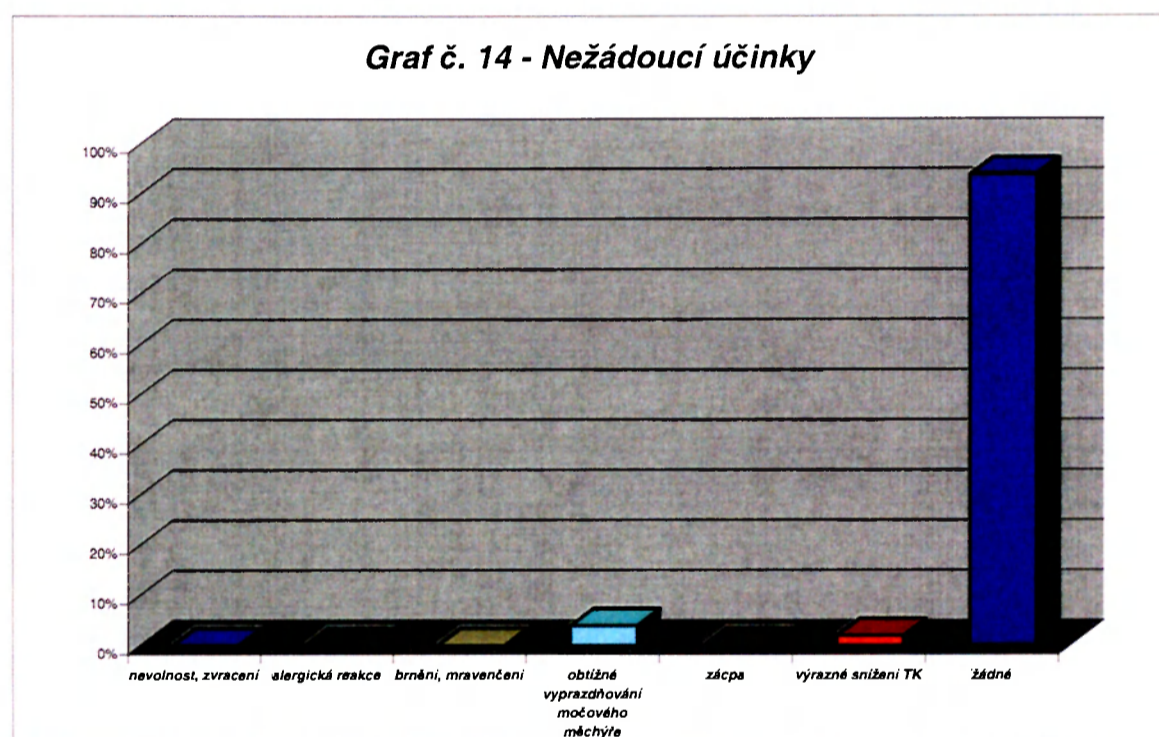 Graf č. 14 - Nežádoucí účinky
100%
90%
80%
70%
60%
50%
40%
30%
20%
10%
0%
nevolnost, zvracení
alergická reakce
brnění, mravenčení
obtížné
vyprazdňování
močového
měchýře
zácpa
výrazné snížení TK
žádné